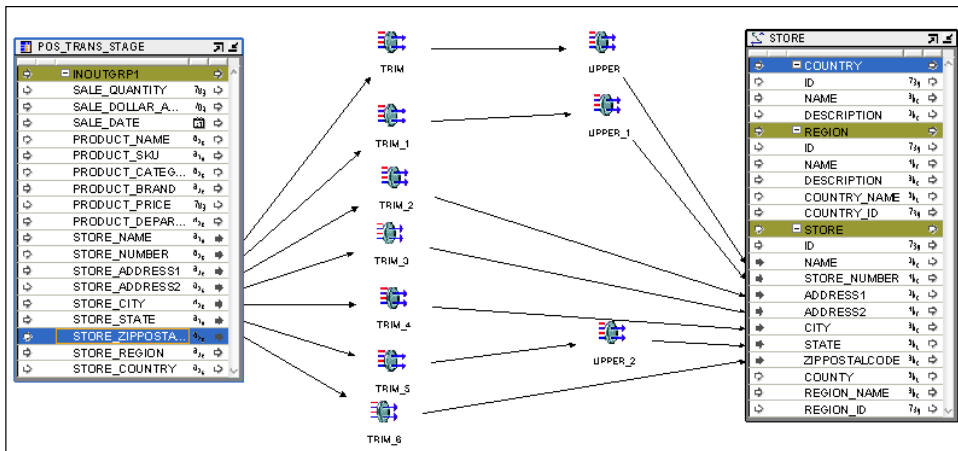 POS_TRANS_STAGE
INOUTGRP1
SALE_QUANTITY
SALE_DOLLAR_A...
SALE_DATE
PRODUCT_NAME
PRODUCT_SKU
PRODUCT_CATEG...
PRODUCT_BRAND
PRODUCT_PRICE
PRODUCT_DEPAR...
STORE_NAME
STORE_NUMBER
STORE_ADDRESS1
STORE_ADDRESS2
STORE_CITY
STORE_STATE
STORE_ZIPPOSTA...
STORE_REGION
STORE_COUNTRY
TRIM
TRIM_1
TRIM_2
TRIM_3
TRIM_4
TRIM_5
TRIM_6
UPPER
UPPER_1
UPPER_2
STORE
COUNTRY
ID
NAME
DESCRIPTION
REGION
ID
NAME
DESCRIPTION
COUNTRY_NAME
COUNTRY_ID
STORE
ID
NAME
STORE_NUMBER
ADDRESS1
ADDRESS2
CITY
STATE
ZIPPOSTALCODE
COUNTY
REGION_NAME
REGION_ID